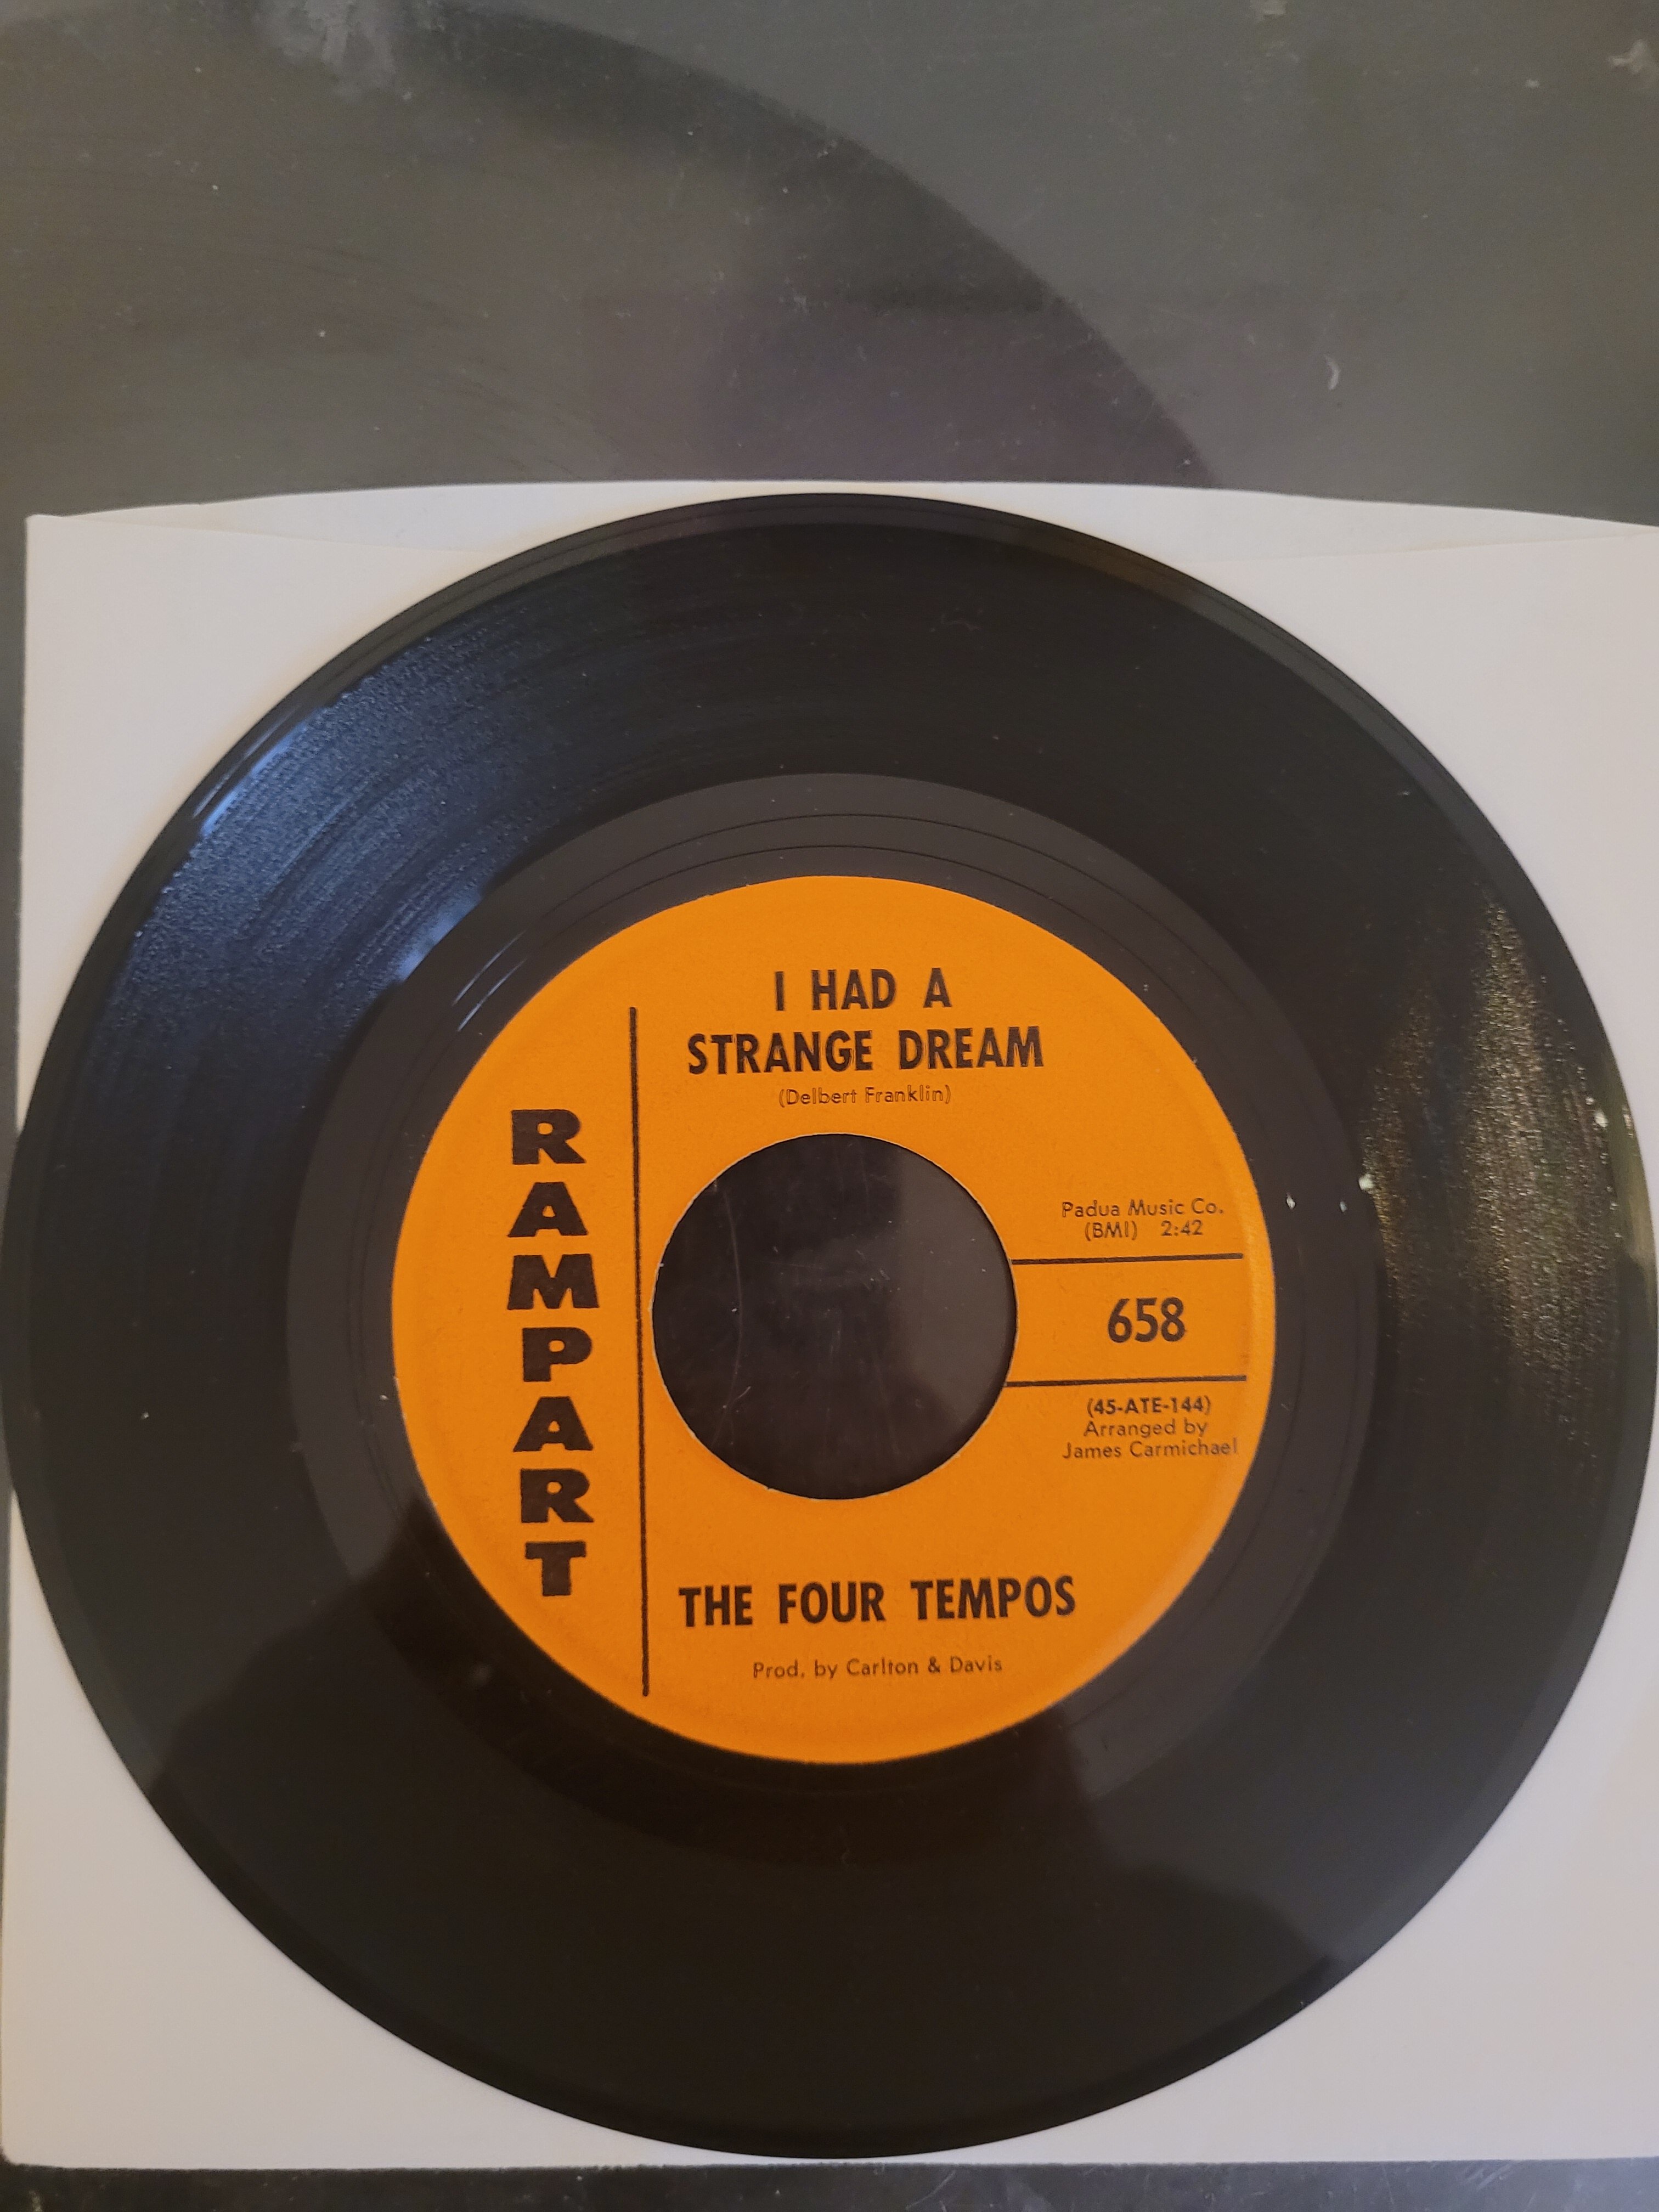 I HAD A
STRANGE DREAM
(Delbert Franklin)
RAMPART
Padua Music Co.
(BMI) 2:42
658
(45-ATE-144)
Arranged by
James Carmichael
THE FOUR TEMPOS
Prod. by Carlton & Davis